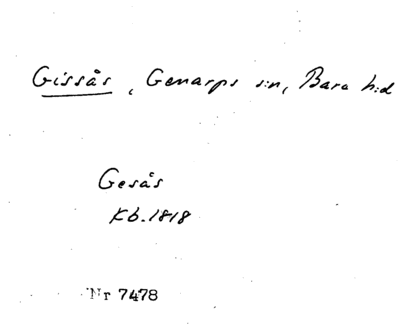 Gissås, Genarps s:n, Bara h:d
Gesås
Kb. 1818
Nr 7478